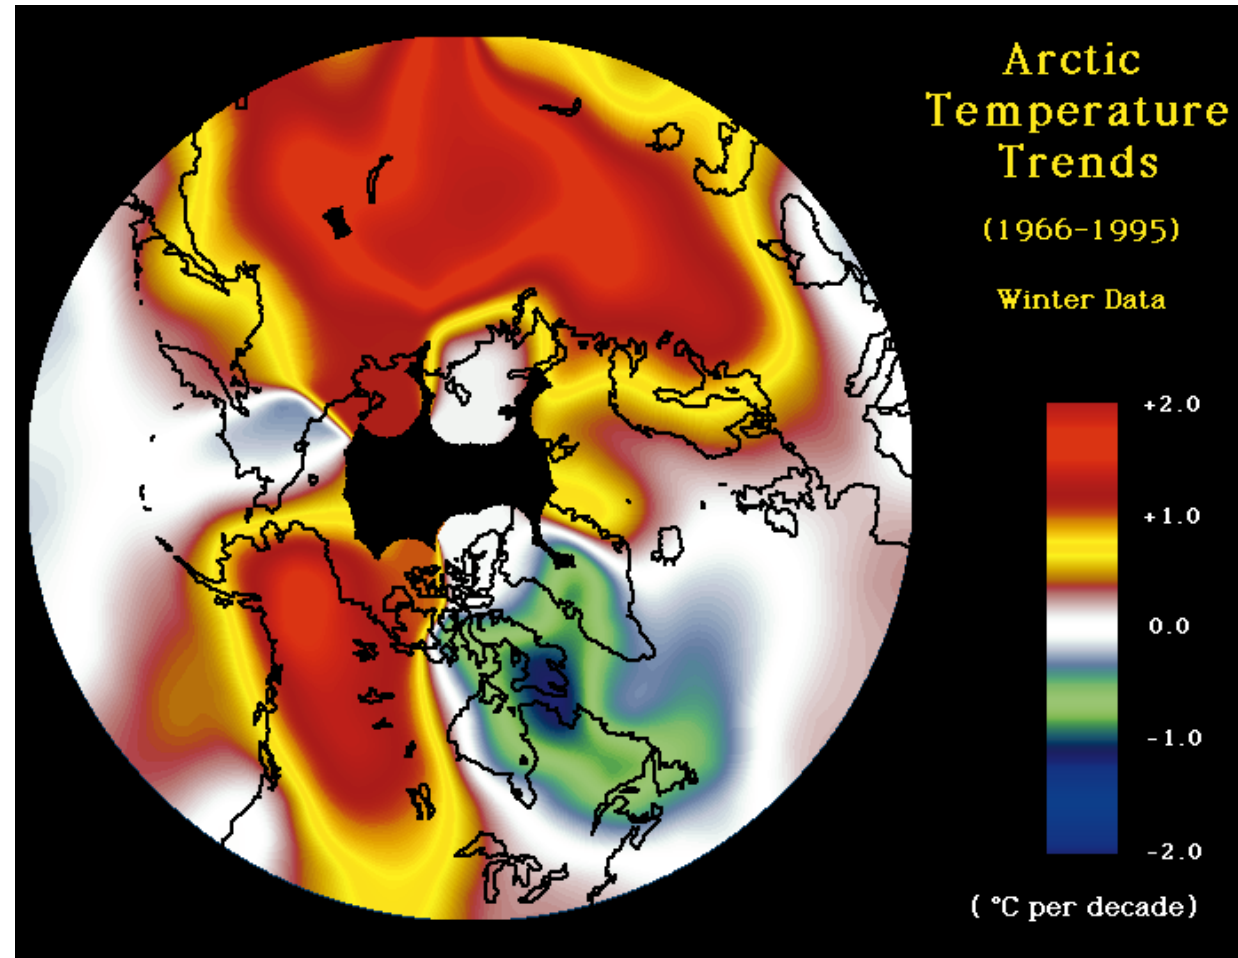 Arctic
Temperature
Trends
(1966-1995)
Winter Data
+2.0
+1.0
0.0
-1.0
-2.0
( °C per decade)